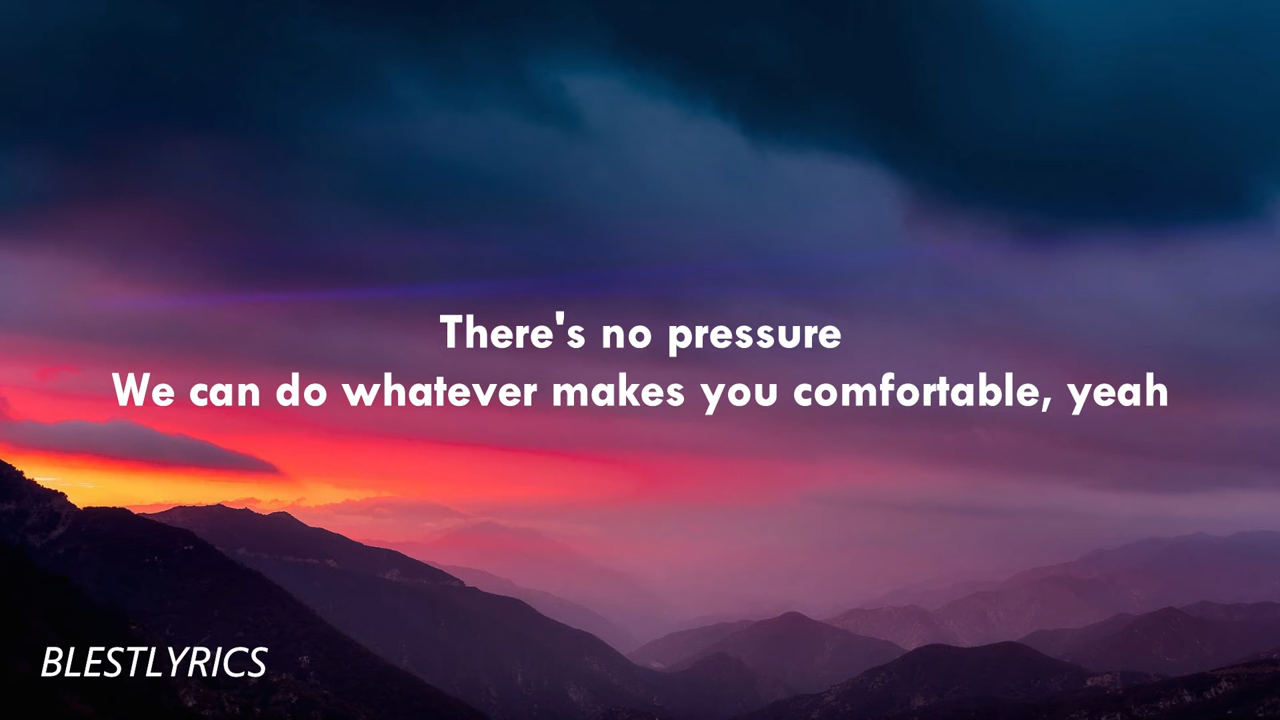 There's no pressure
We can do whatever makes you comfortable, yeah
BLESTLYRICS